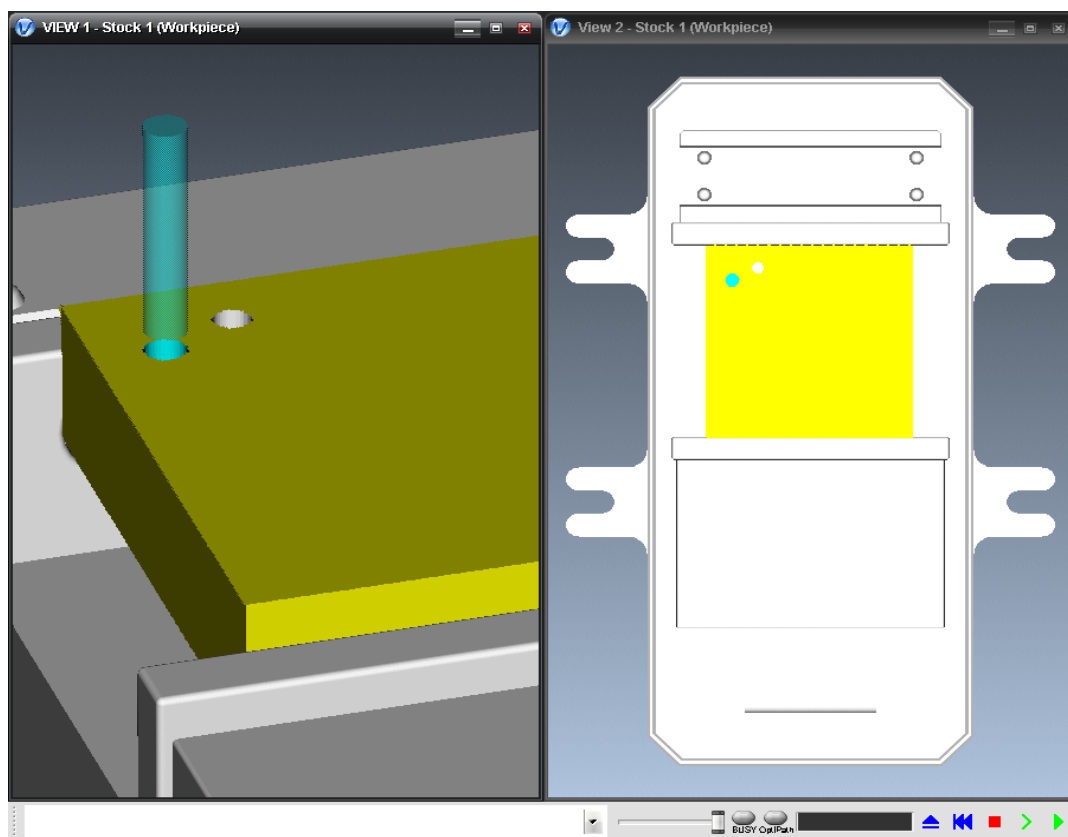 VIEW 1 - Stock 1 (Workpiece)
View 2 - Stock 1 (Workpiece)
BUSY OptiPath